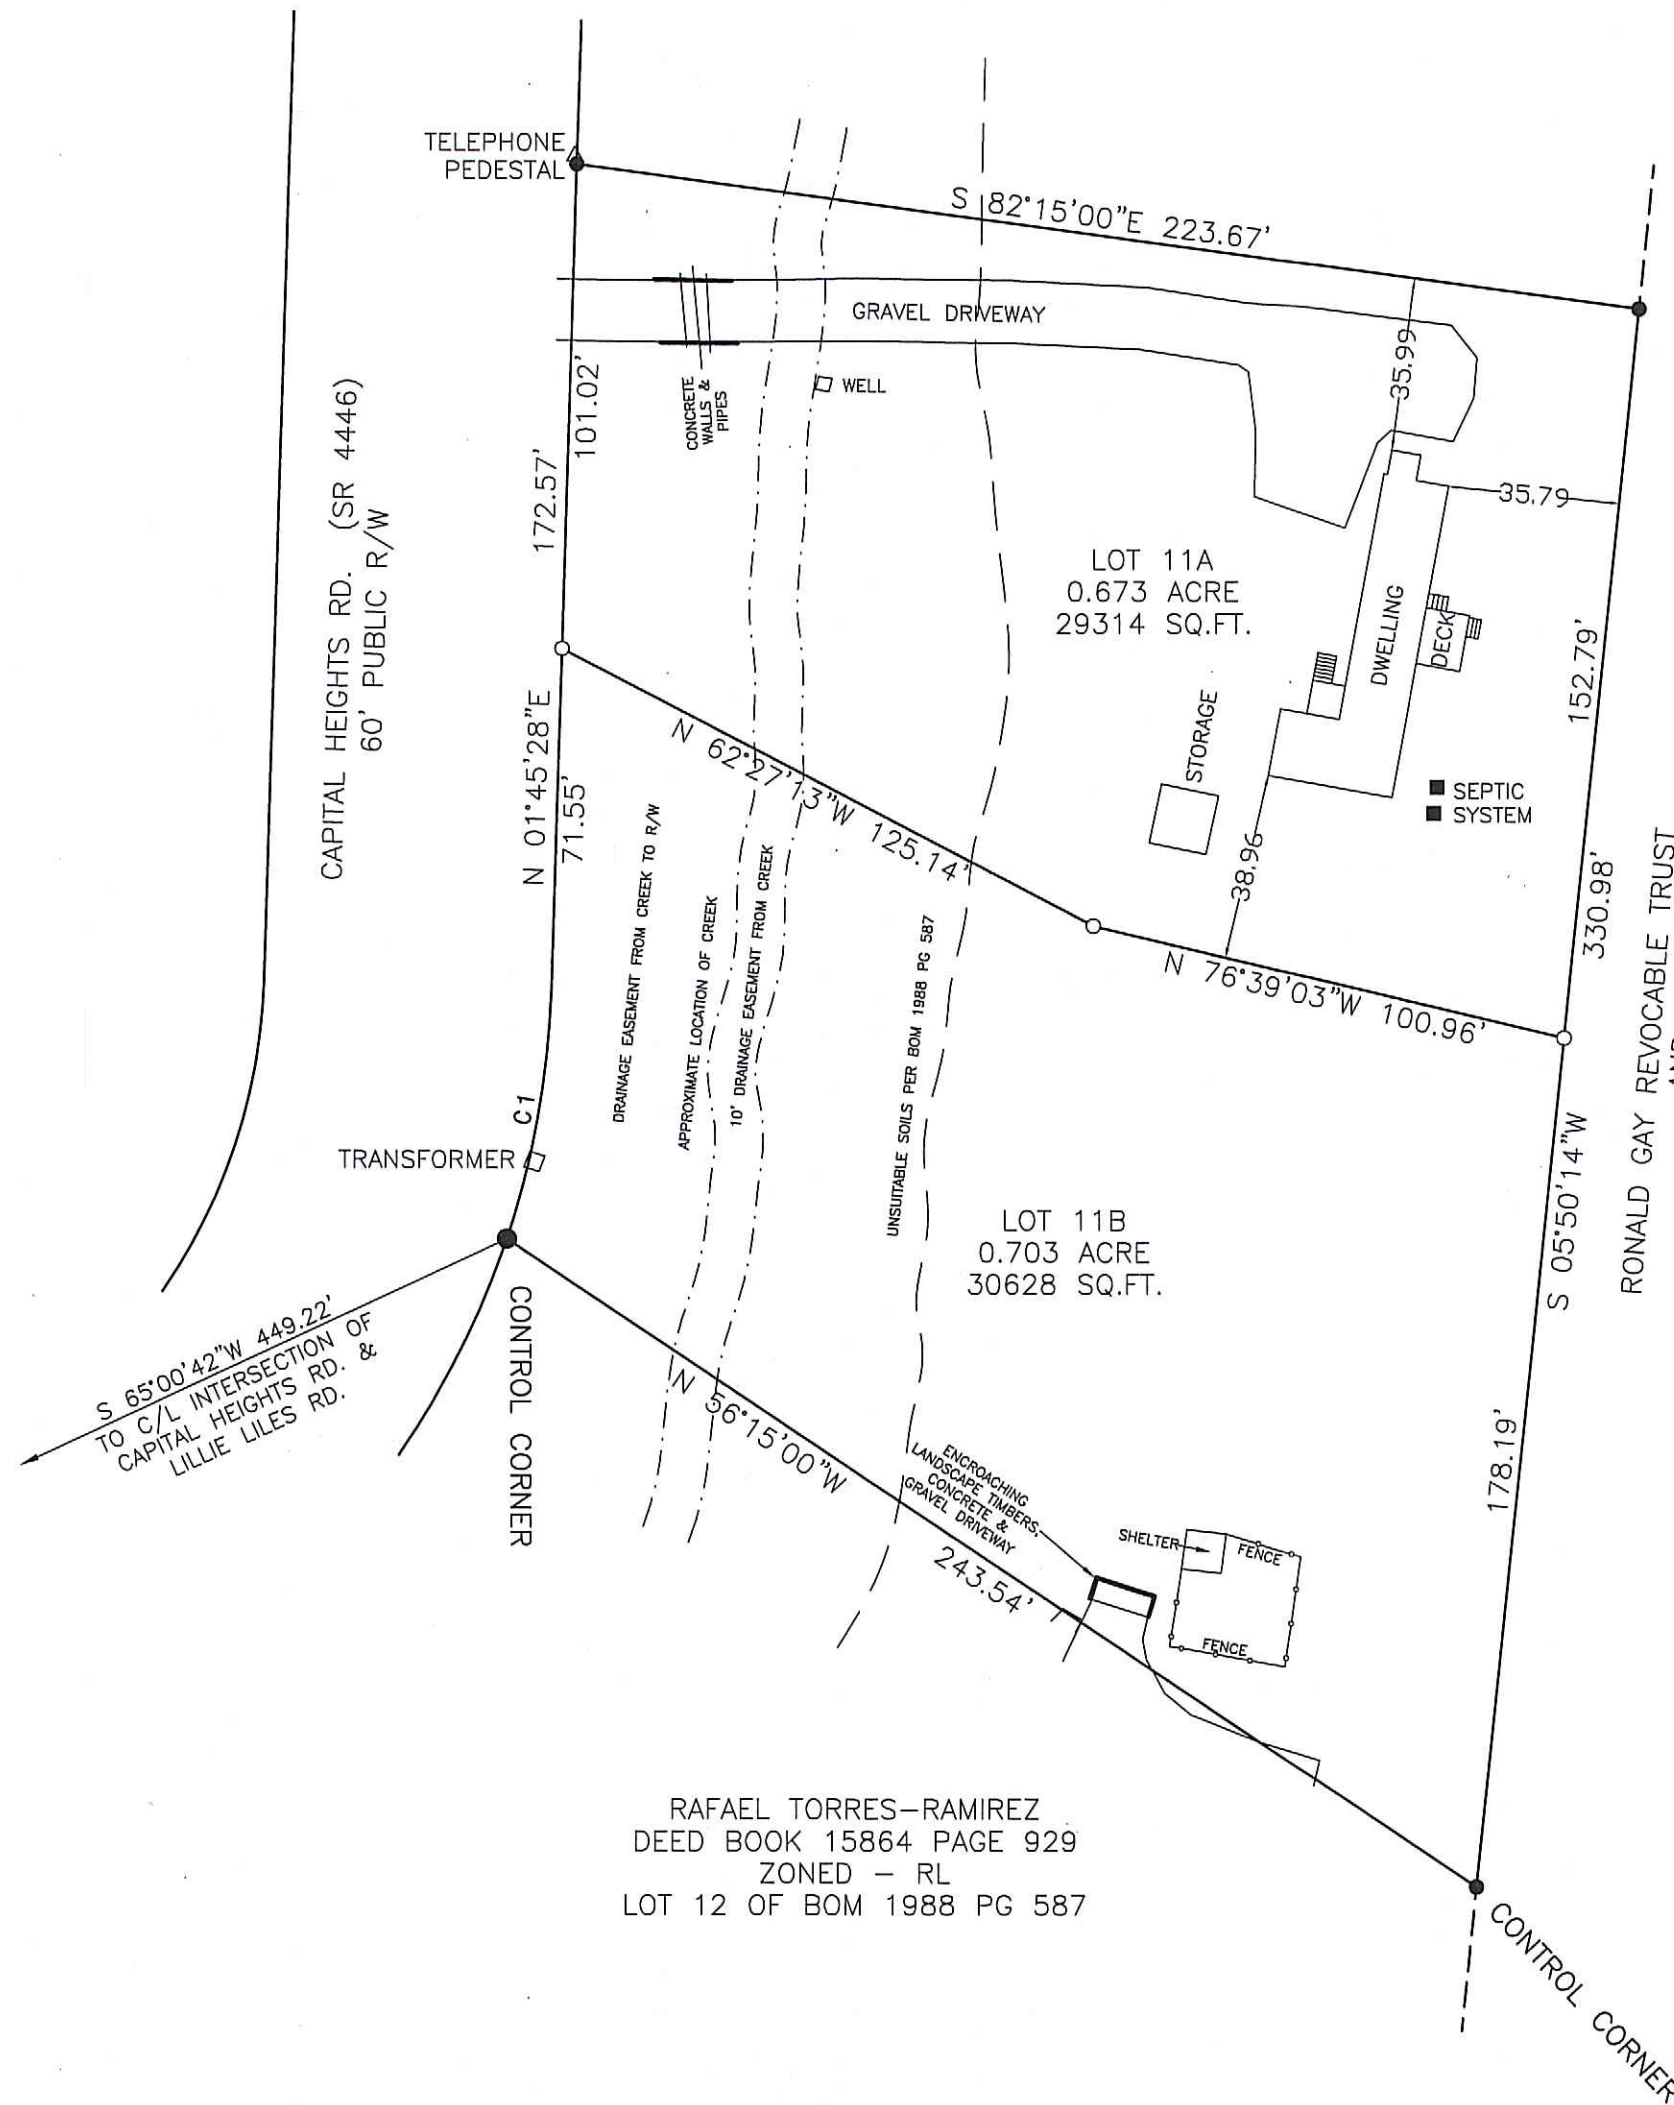 TELEPHONE
PEDESTAL
S 82°15'00"E 223.67'
GRAVEL DRIVEWAY
CONCRETE
WALLS &
PIPES
WELL
35.99
35.79
101.02'
172.57'
CAPITAL HEIGHTS RD. (SR 4446)
60' PUBLIC R/W
LOT 11A
0.673 ACRE
29314 SQ.FT.
DWELLING
DECK
STORAGE
152.79'
SEPTIC
SYSTEM
N 01°45'28"E
71.55'
N 62°27'13"W 125.14'
38.96
N 76°39'03"W 100.96'
330.98'
RONALD GAY REVOCABLE TRUST
DRAINAGE EASEMENT FROM CREEK TO R/W
APPROXIMATE LOCATION OF CREEK
10' DRAINAGE EASEMENT FROM CREEK
UNSUITABLE SOILS PER BOM 1988 PG 587
C1
TRANSFORMER
LOT 11B
0.703 ACRE
30628 SQ.FT.
S 05°50'14"W
S 65°00'42"W 449.22'
TO C/L INTERSECTION OF
CAPITAL HEIGHTS RD. &
LILLIE LILES RD.
CONTROL CORNER
N 56°15'00"W
243.54'
ENCROACHING
LANDSCAPE TIMBERS,
CONCRETE &
GRAVEL DRIVEWAY
SHELTER
FENCE
FENCE
178.19'
RAFAEL TORRES-RAMIREZ
DEED BOOK 15864 PAGE 929
ZONED - RL
LOT 12 OF BOM 1988 PG 587
CONTROL CORNER